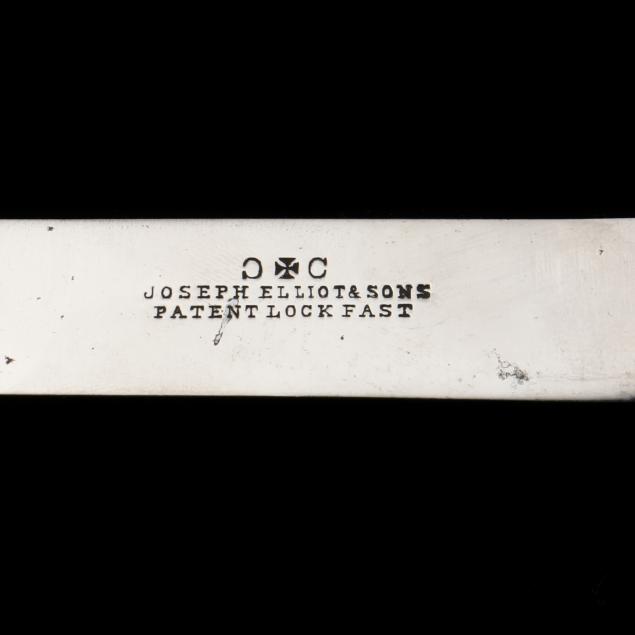 Ɔ ✠ C
JOSEPH ELLIOT & SONS
PATENT LOCK FAST